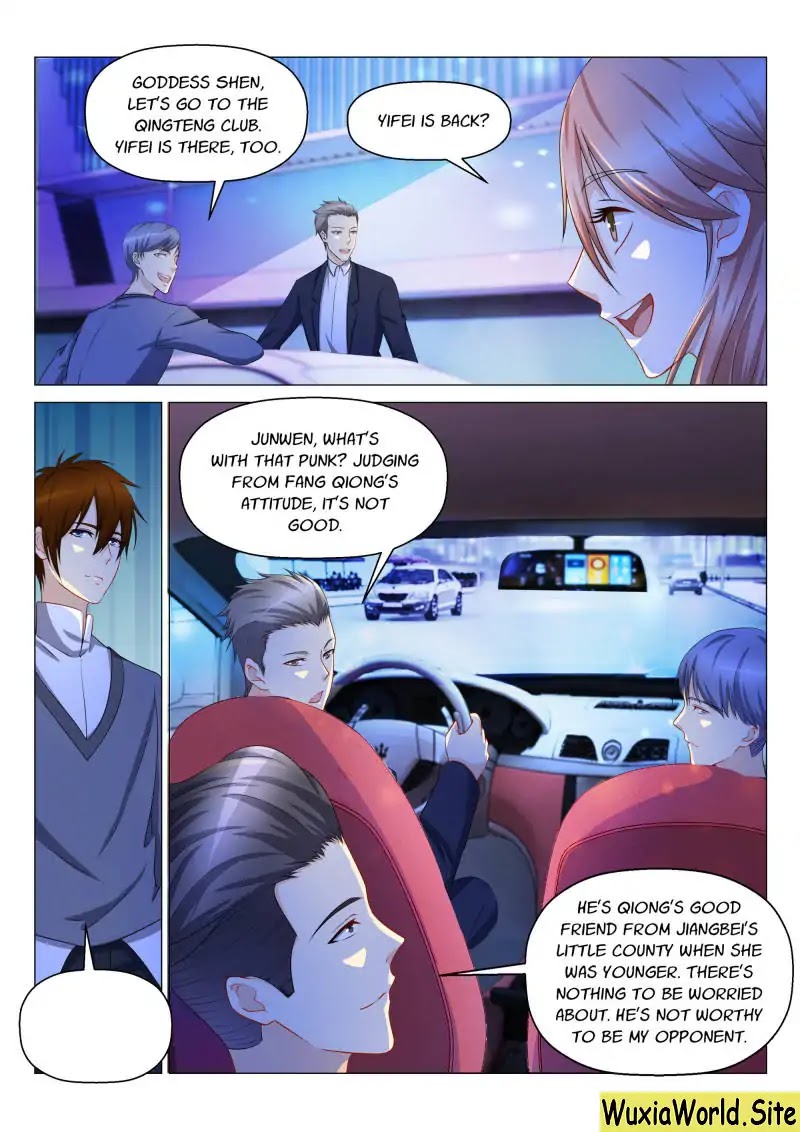 GODDESS SHEN,
LET'S GO TO THE
QINGTENG CLUB.
YIFEI IS THERE, TOO.
YIFEI IS BACK?
JUNWEN, WHAT'S
WITH THAT PUNK? JUDGING
FROM FANG QIONG'S
ATTITUDE, IT'S NOT
GOOD.
HE'S QIONG'S GOOD
FRIEND FROM JIANGBEI'S
LITTLE COUNTY WHEN SHE
WAS YOUNGER. THERE'S
NOTHING TO BE WORRIED
ABOUT. HE'S NOT WORTHY
TO BE MY OPPONENT.
WuxiaWorld.Site